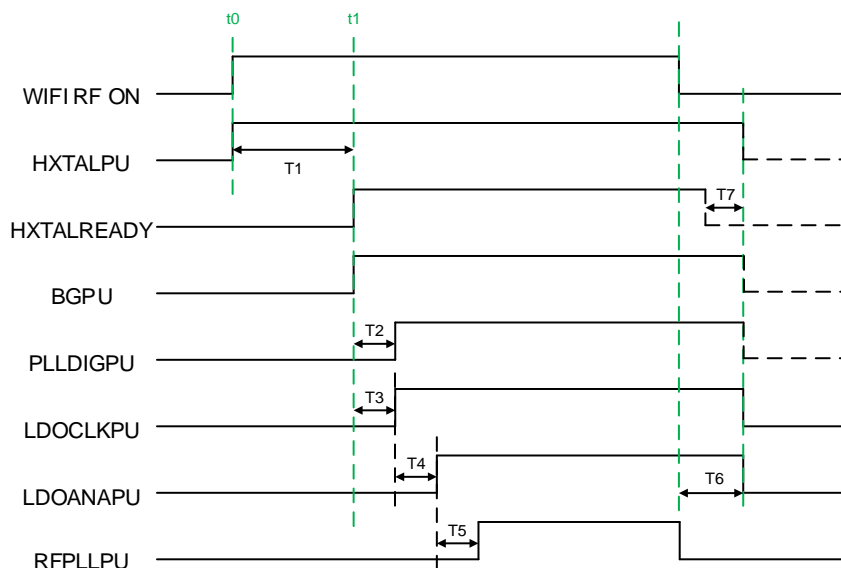 t0 t1
WIFI RF ON
HXTALPU
T1
T7
HXTALREADY
BGPU
T2
PLLDIGPU
T3
LDOCLKPU
T4
T6
LDOANAPU
T5
RFPLLPU